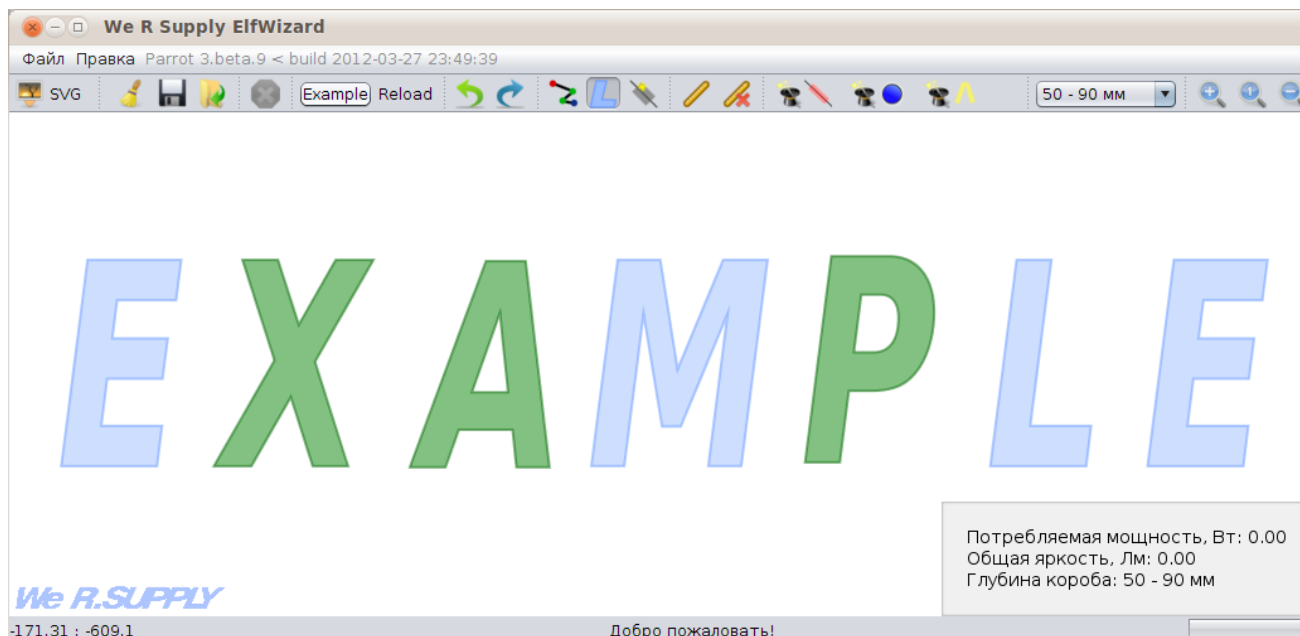 We R Supply ElfWizard
Файл Правка Parrot 3.beta.9 < build 2012-03-27 23:49:39
SVG Example Reload 50 - 90 мм
EXAMPLE
Потребляемая мощность, Вт: 0.00
Общая яркость, Лм: 0.00
Глубина короба: 50 - 90 мм
We R.SUPPLY
-171.31 : -609.1 Добро пожаловать!